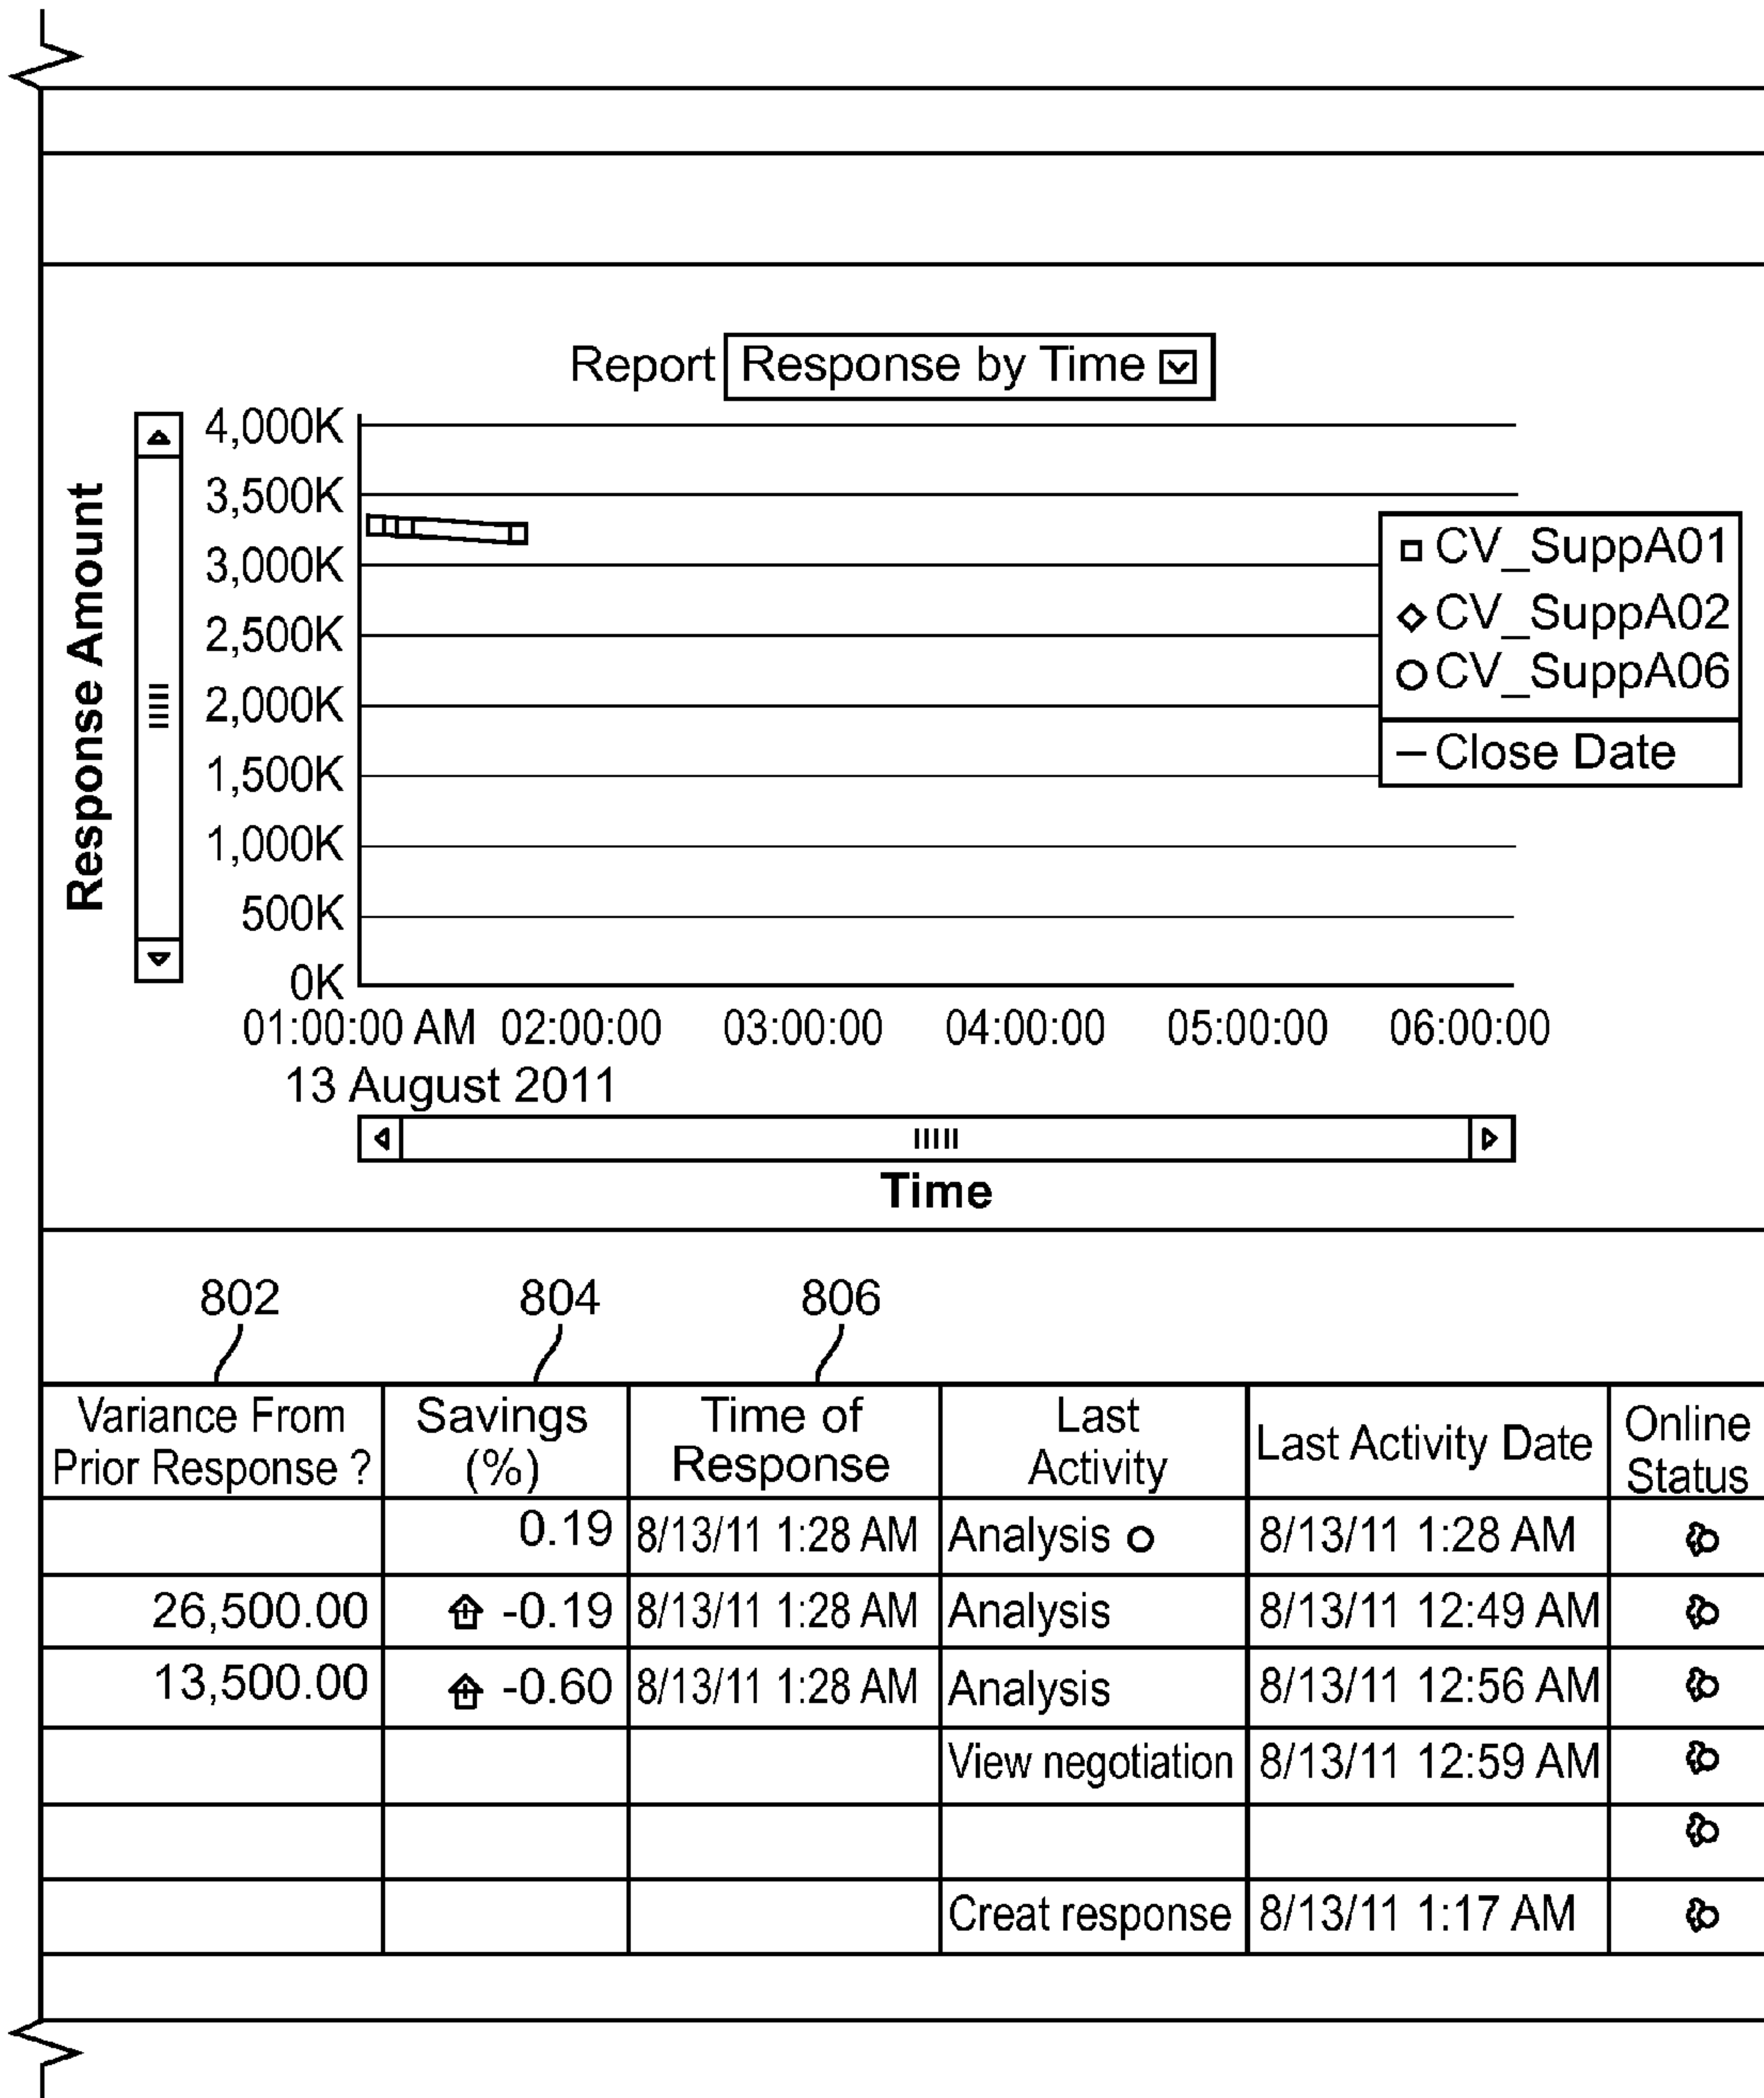 Report Response by Time
Response Amount
4,000K
3,500K
3,000K
2,500K
2,000K
1,500K
1,000K
500K
0K
CV_SuppA01
CV_SuppA02
CV_SuppA06
Close Date
01:00:00 AM 02:00:00 03:00:00 04:00:00 05:00:00 06:00:00
13 August 2011
Time
802 804 806
Variance From Prior Response ? Savings (%) Time of Response Last Activity Last Activity Date Online Status
0.19 8/13/11 1:28 AM Analysis 8/13/11 1:28 AM
26,500.00 -0.19 8/13/11 1:28 AM Analysis 8/13/11 12:49 AM
13,500.00 -0.60 8/13/11 1:28 AM Analysis 8/13/11 12:56 AM
View negotiation 8/13/11 12:59 AM
Creat response 8/13/11 1:17 AM